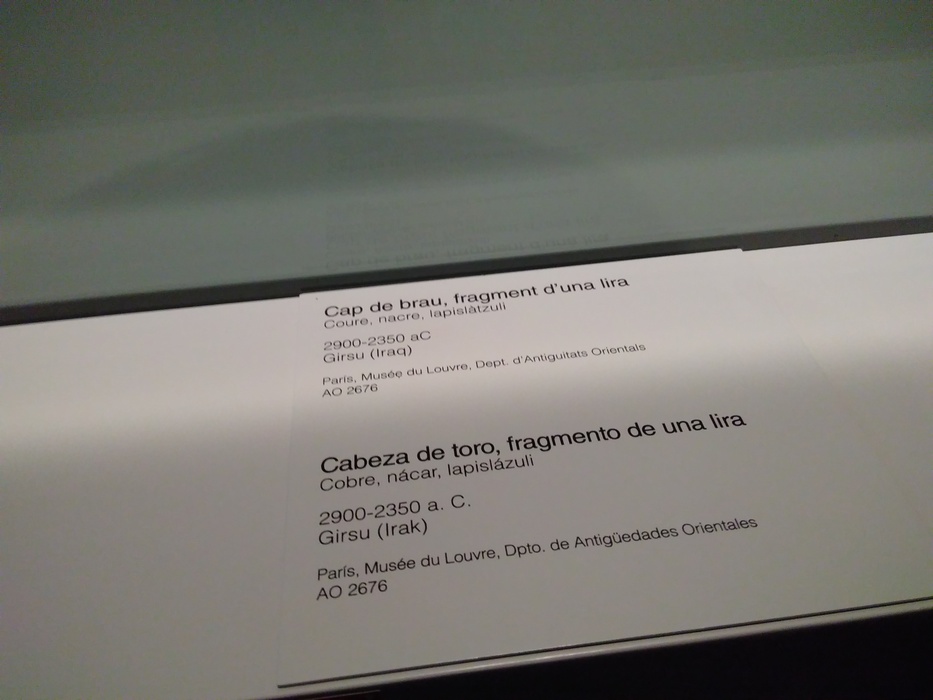 Cap de brau, fragment d'una lira
Coure, nacre, lapislàtzuli
2900-2350 aC
Girsu (Iraq)
París, Musée du Louvre, Dept. d'Antiguitats Orientals
AO 2676
Cabeza de toro, fragmento de una lira
Cobre, nácar, lapislázuli
2900-2350 a. C.
Girsu (Irak)
París, Musée du Louvre, Dpto. de Antigüedades Orientales
AO 2676